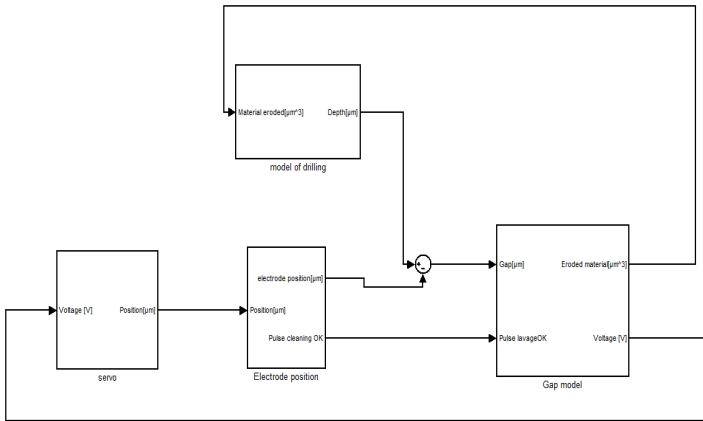 Material eroded[µm^3] Depth[µm]
model of drilling
+
-
electrode position[µm]
Gap[µm] Eroded material[µm^3]
Voltage [V] Position[µm]
Position[µm]
Pulse cleaning OK
Pulse lavageOK Voltage [V]
servo
Electrode position
Gap model